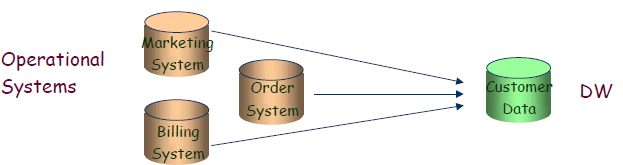 Operational
Systems
Marketing
System
Order
System
Billing
System
Customer
Data
DW